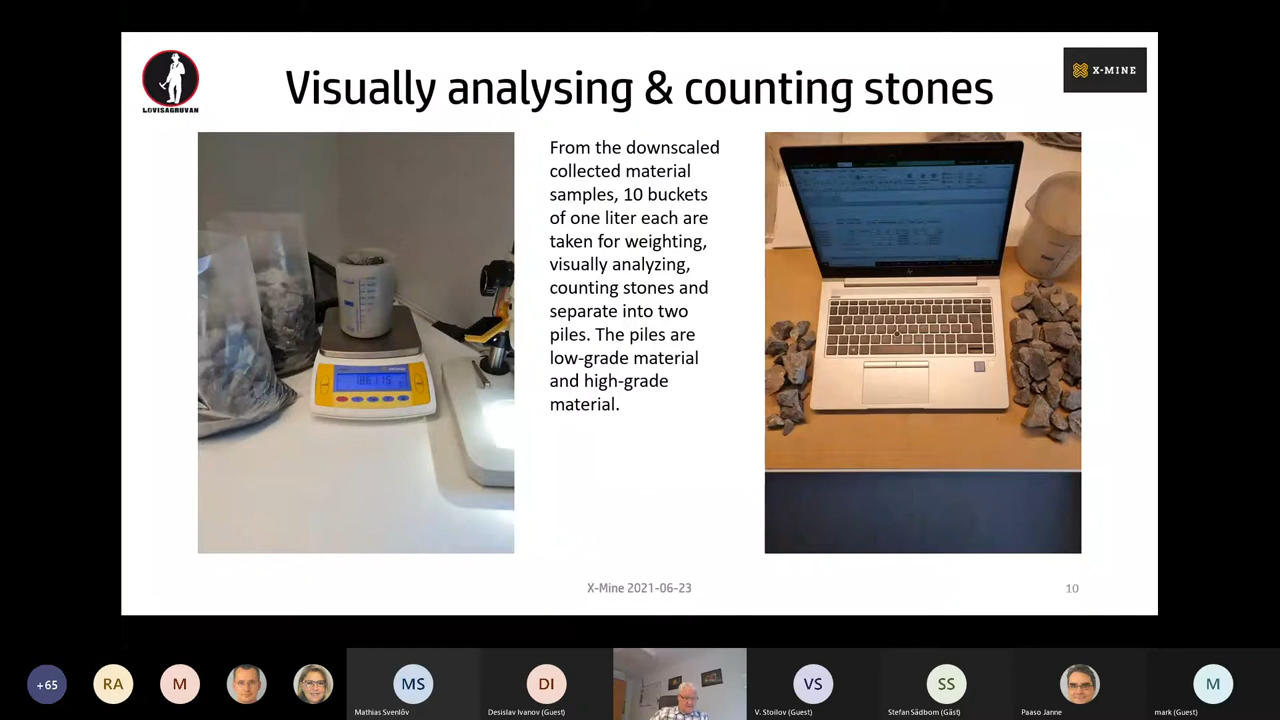 LOVISAGRUVAN
Visually analysing & counting stones
X-MINE
From the downscaled
collected material
samples, 10 buckets
of one liter each are
taken for weighting,
visually analyzing,
counting stones and
separate into two
piles. The piles are
low-grade material
and high-grade
material.
X-Mine 2021-06-23
10
+65
RA
M
MS
Mathias Svenlöv
DI
Desislav Ivanov (Guest)
VS
V. Stoilov (Guest)
SS
Stefan Sädbom (Gäst)
Paaso Janne
M
mark (Guest)